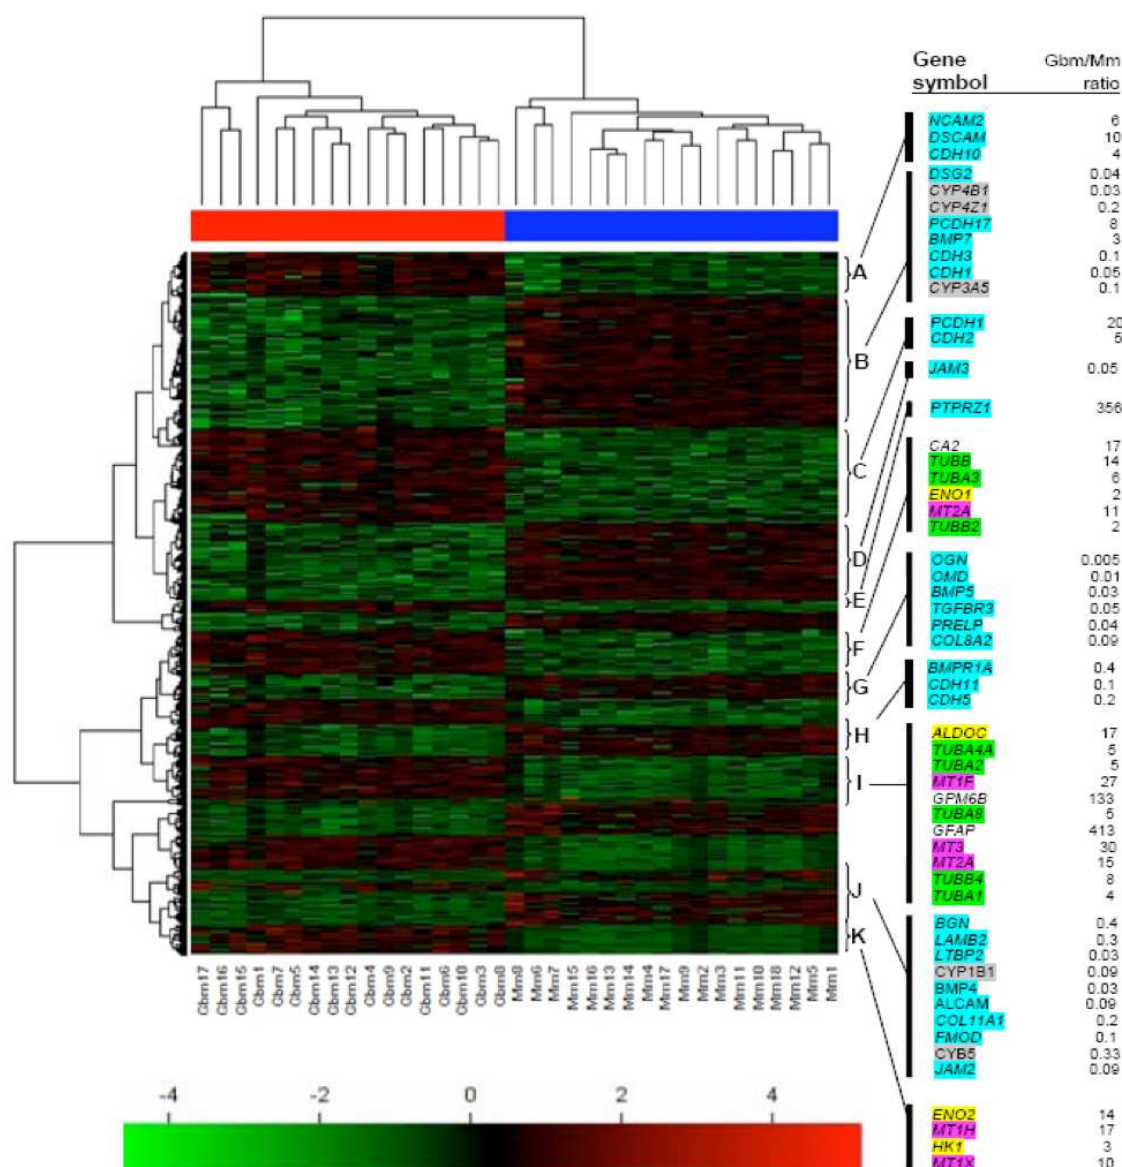 Gene symbol Gbm/Mm ratio
NCAM2 6
DSCAM 10
CDH10 4
DSG2 0.04
CYP4B1 0.03
CYP4Z1 0.2
PCDH17 8
BMP7 3
CDH3 0.1
CDH1 0.05
CYP3A5 0.1
PCDH1 20
CDH2 5
JAM3 0.05
PTPRZ1 356
CA2 17
TUBB 14
TUBA3 6
ENO1 2
MT2A 11
TUBB2 2
OGN 0.005
OMD 0.01
BMP5 0.03
TGFBR3 0.05
PRELP 0.04
COL8A2 0.09
BMPR1A 0.4
CDH11 0.1
CDH5 0.2
ALDOC 17
TUBA4A 5
TUBA2 5
MT1F 27
GPM6B 133
TUBA8 5
GFAP 413
MT3 30
MT2A 15
TUBB4 8
TUBA1 4
BGN 0.4
LAMB2 0.3
LTBP2 0.03
CYP1B1 0.09
BMP4 0.03
ALCAM 0.09
COL11A1 0.2
FMOD 0.1
CYB5 0.33
JAM2 0.09
ENO2 14
MT1H 17
HK1 3
MT1X 10
A
B
C
D
E
F
G
H
I
J
K
Gbm17 Gbm16 Gbm15 Gbm1 Gbm7 Gbm5 Gbm14 Gbm13 Gbm12 Gbm4 Gbm9 Gbm2 Gbm11 Gbm6 Gbm10 Gbm3 Gbm8 Mm8 Mm6 Mm7 Mm15 Mm16 Mm13 Mm14 Mm4 Mm17 Mm9 Mm2 Mm3 Mm11 Mm10 Mm18 Mm12 Mm5 Mm1
-4 -2 0 2 4